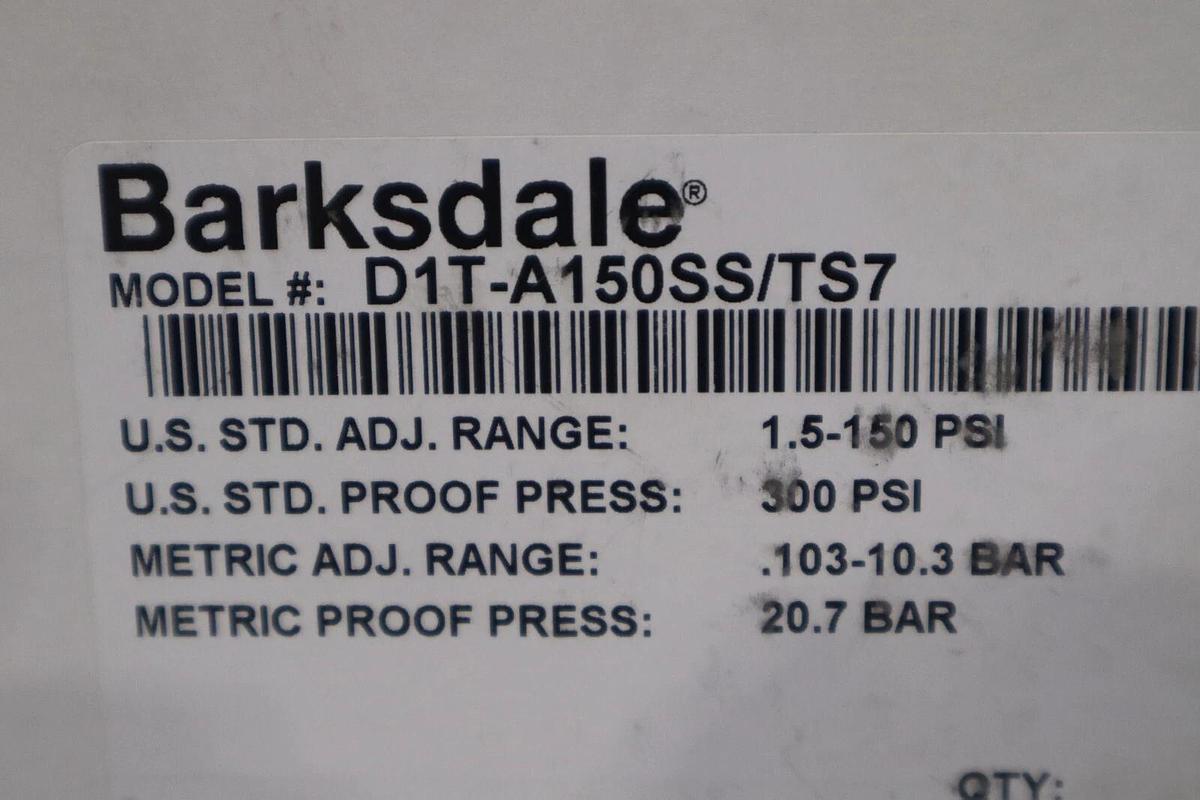 Barksdale®
MODEL #: D1T-A150SS/TS7
U.S. STD. ADJ. RANGE: 1.5-150 PSI
U.S. STD. PROOF PRESS: 300 PSI
METRIC ADJ. RANGE: .103-10.3 BAR
METRIC PROOF PRESS: 20.7 BAR
QTY: